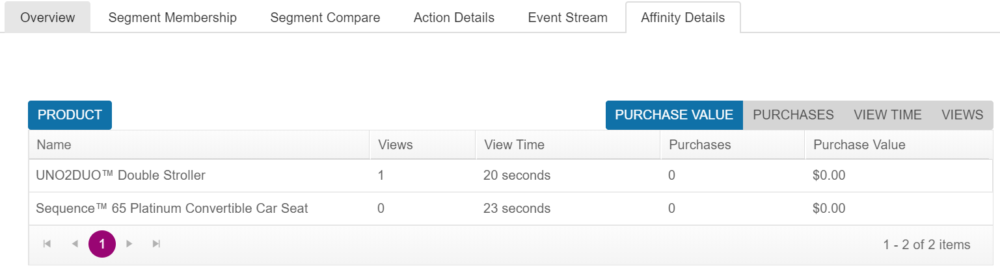 Overview Segment Membership Segment Compare Action Details Event Stream Affinity Details
PRODUCT PURCHASE VALUE PURCHASES VIEW TIME VIEWS
Name Views View Time Purchases Purchase Value
UNO2DUO™ Double Stroller 1 20 seconds 0 $0.00
Sequence™ 65 Platinum Convertible Car Seat 0 23 seconds 0 $0.00
1 1 - 2 of 2 items